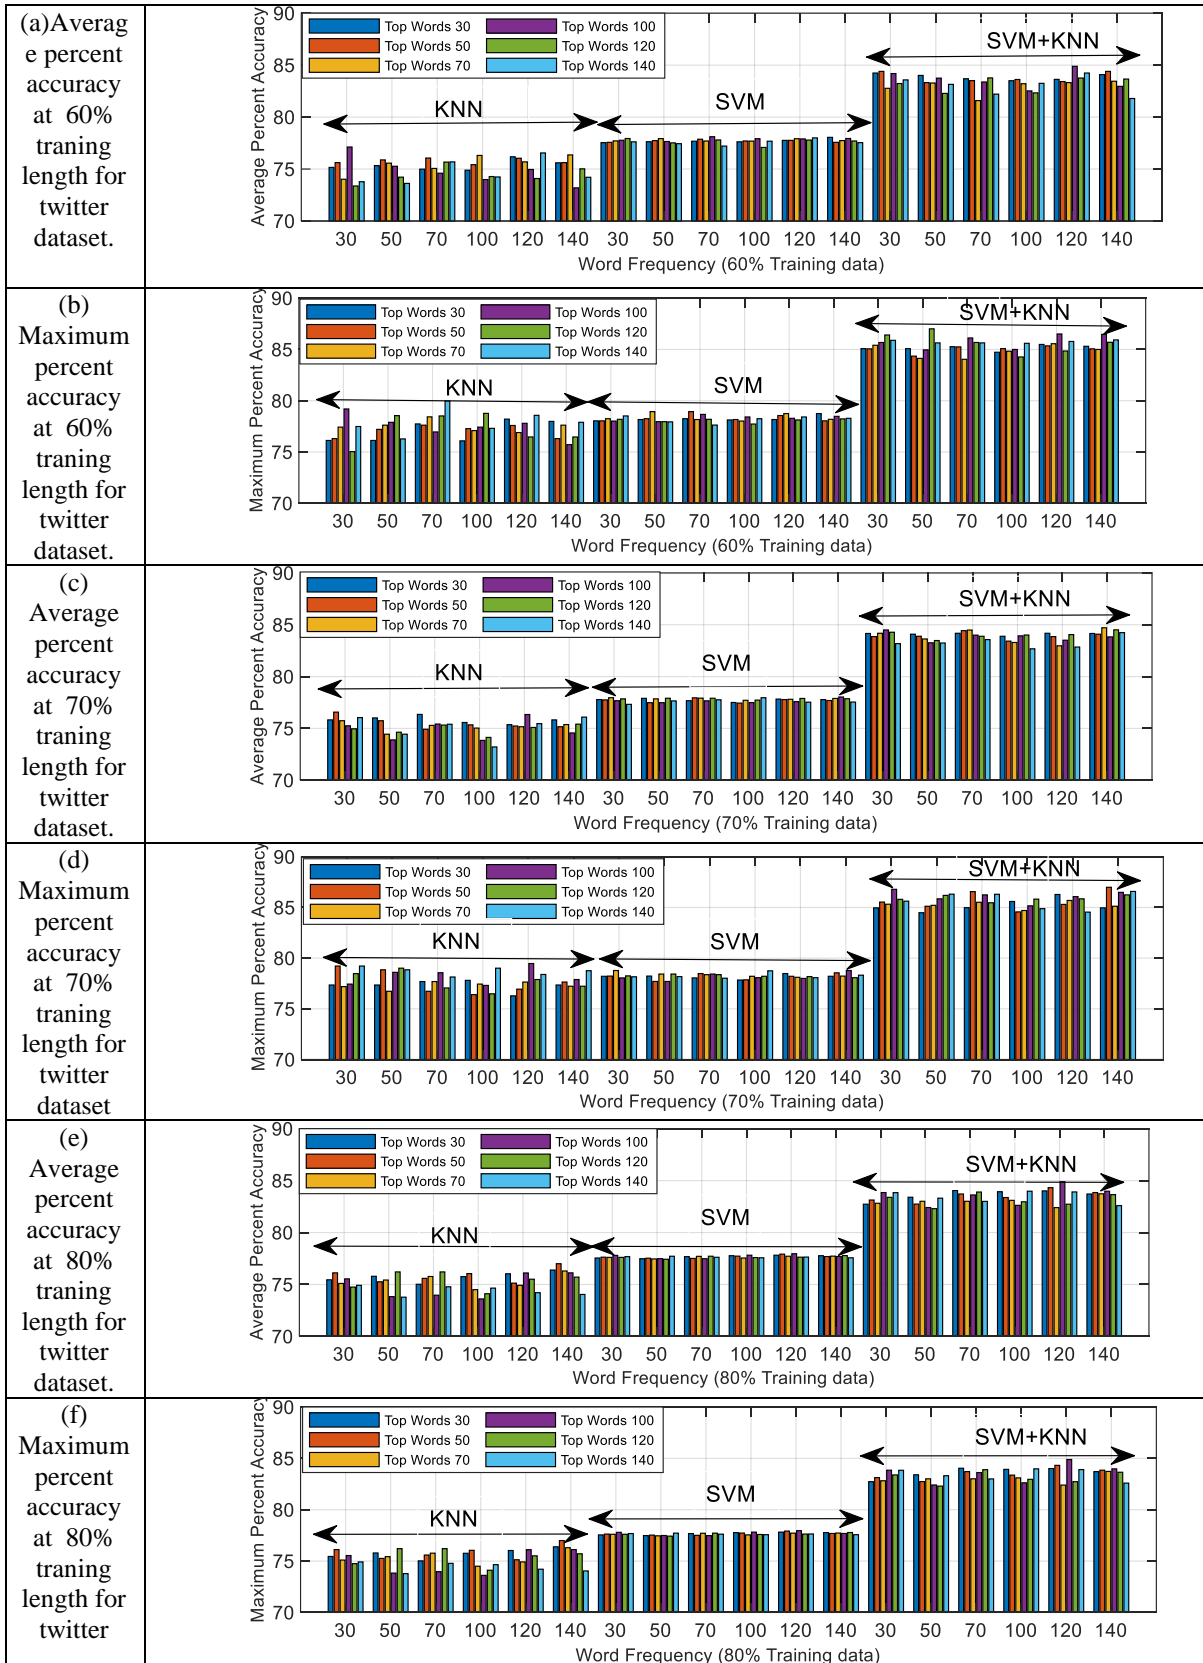 (a)Averag
e percent
accuracy
at 60%
traning
length for
twitter
dataset.
90
85
80
75
70
Average Percent Accuracy
Top Words 30
Top Words 50
Top Words 70
Top Words 100
Top Words 120
Top Words 140
KNN
SVM
SVM+KNN
30 50 70 100 120 140 30 50 70 100 120 140 30 50 70 100 120 140
Word Frequency (60% Training data)
(b)
Maximum
percent
accuracy
at 60%
traning
length for
twitter
dataset.
90
85
80
75
70
Maximum Percent Accuracy
Top Words 30
Top Words 50
Top Words 70
Top Words 100
Top Words 120
Top Words 140
KNN
SVM
SVM+KNN
30 50 70 100 120 140 30 50 70 100 120 140 30 50 70 100 120 140
Word Frequency (60% Training data)
(c)
Average
percent
accuracy
at 70%
traning
length for
twitter
dataset.
90
85
80
75
70
Average Percent Accuracy
Top Words 30
Top Words 50
Top Words 70
Top Words 100
Top Words 120
Top Words 140
KNN
SVM
SVM+KNN
30 50 70 100 120 140 30 50 70 100 120 140 30 50 70 100 120 140
Word Frequency (70% Training data)
(d)
Maximum
percent
accuracy
at 70%
traning
length for
twitter
dataset
90
85
80
75
70
Maximum Percent Accuracy
Top Words 30
Top Words 50
Top Words 70
Top Words 100
Top Words 120
Top Words 140
KNN
SVM
SVM+KNN
30 50 70 100 120 140 30 50 70 100 120 140 30 50 70 100 120 140
Word Frequency (70% Training data)
(e)
Average
percent
accuracy
at 80%
traning
length for
twitter
dataset.
90
85
80
75
70
Average Percent Accuracy
Top Words 30
Top Words 50
Top Words 70
Top Words 100
Top Words 120
Top Words 140
KNN
SVM
SVM+KNN
30 50 70 100 120 140 30 50 70 100 120 140 30 50 70 100 120 140
Word Frequency (80% Training data)
(f)
Maximum
percent
accuracy
at 80%
traning
length for
twitter
90
85
80
75
70
Maximum Percent Accuracy
Top Words 30
Top Words 50
Top Words 70
Top Words 100
Top Words 120
Top Words 140
KNN
SVM
SVM+KNN
30 50 70 100 120 140 30 50 70 100 120 140 30 50 70 100 120 140
Word Frequency (80% Training data)